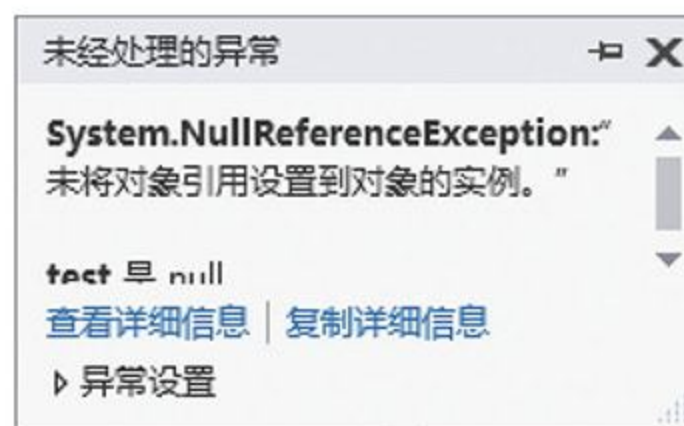 未经处理的异常
System.NullReferenceException:“
未将对象引用设置到对象的实例。”
test 是 null
查看详细信息 | 复制详细信息
异常设置